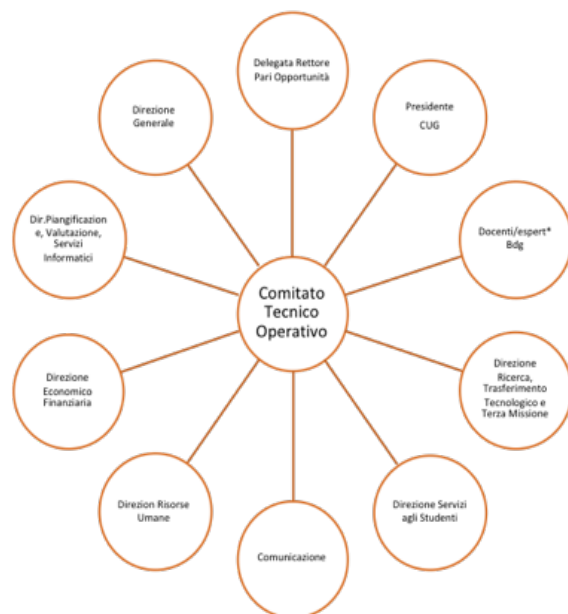 Delegata Rettore
Pari Opportunità
Presidente
CUG
Docenti/espert*
Bdg
Direzione
Ricerca,
Trasferimento
Tecnologico e
Terza Missione
Direzione Servizi
agli Studenti
Comunicazione
Direzion Risorse
Umane
Direzione
Economico
Finanziaria
Dir.Piangificazion
e, Valutazione,
Servizi
Informatici
Direzione
Generale
Comitato
Tecnico
Operativo